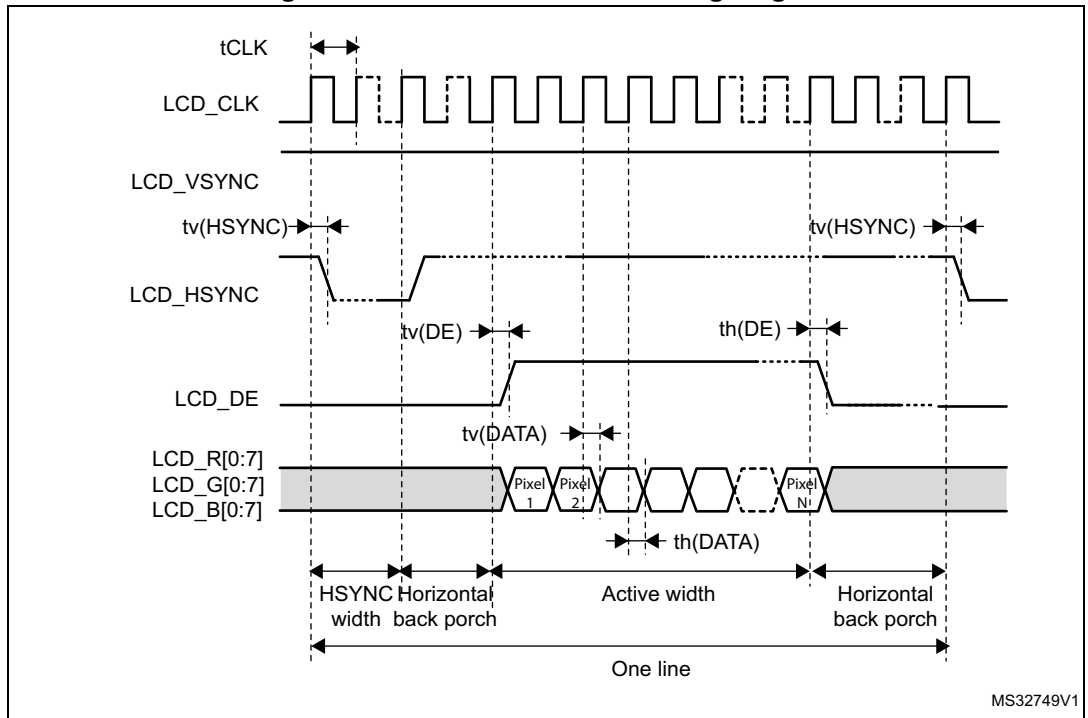 tCLK
LCD_CLK
LCD_VSYNC
tv(HSYNC)
tv(HSYNC)
LCD_HSYNC
tv(DE)
th(DE)
LCD_DE
tv(DATA)
LCD_R[0:7]
LCD_G[0:7]
LCD_B[0:7]
Pixel
1
Pixel
2
Pixel
N
th(DATA)
HSYNC
width
Horizontal
back porch
Active width
Horizontal
back porch
One line
MS32749V1